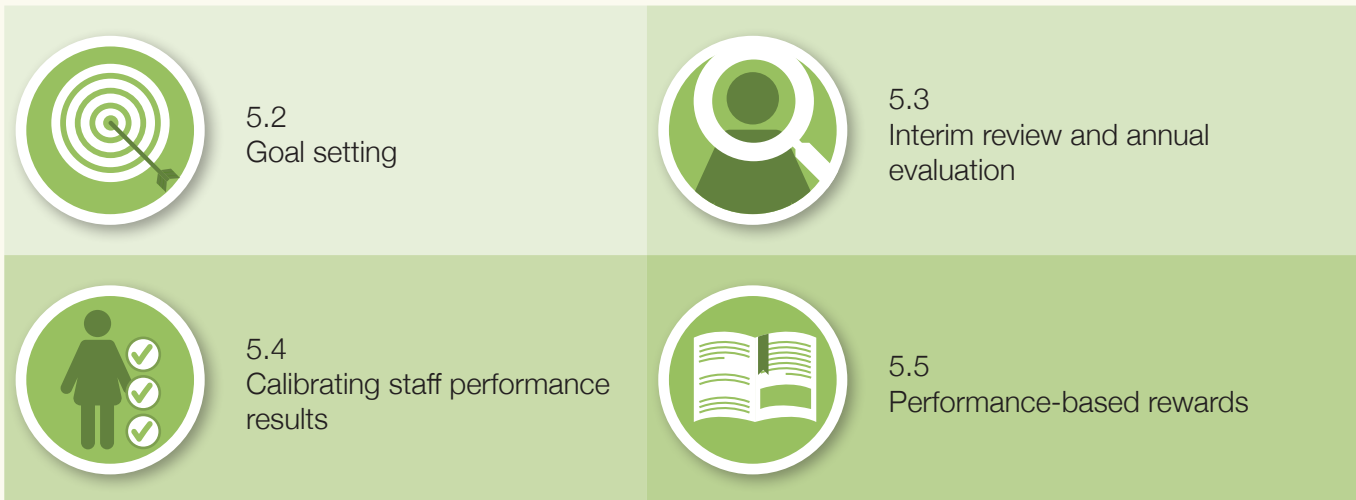 5.2
Goal setting
5.3
Interim review and annual
evaluation
5.4
Calibrating staff performance
results
5.5
Performance-based rewards